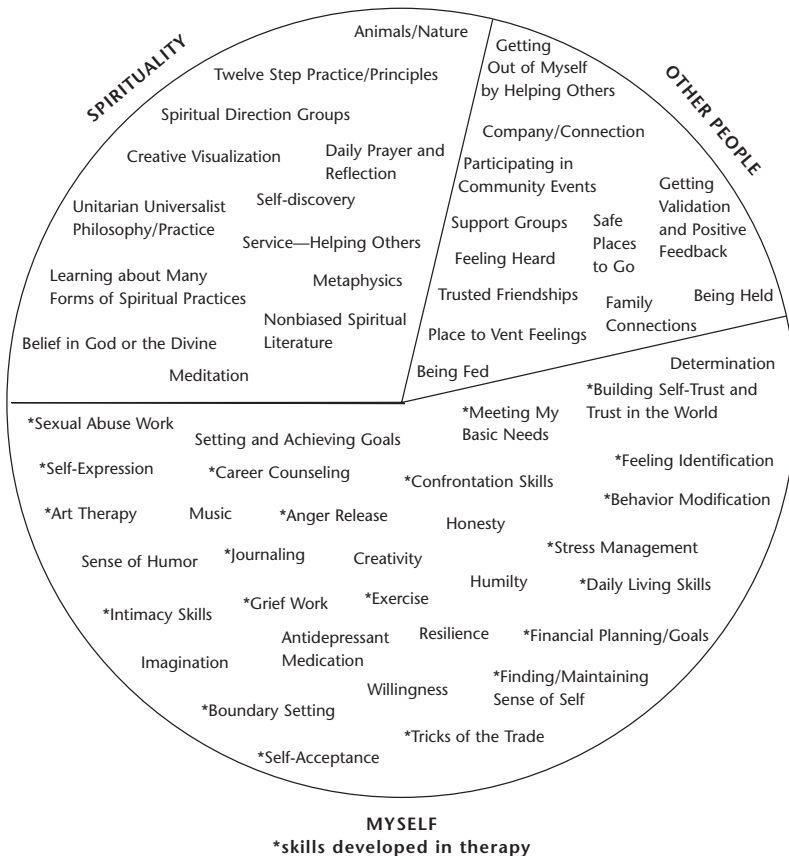 SPIRITUALITY
Animals/Nature
Twelve Step Practice/Principles
Spiritual Direction Groups
Creative Visualization
Daily Prayer and
Reflection
Self-discovery
Unitarian Universalist
Philosophy/Practice
Service—Helping Others
Learning about Many
Forms of Spiritual Practices
Metaphysics
Nonbiased Spiritual
Literature
Belief in God or the Divine
Meditation
OTHER PEOPLE
Getting
Out of Myself
by Helping Others
Company/Connection
Participating in
Community Events
Getting
Validation
and Positive
Feedback
Support Groups
Safe
Places
to Go
Feeling Heard
Trusted Friendships
Family
Connections
Being Held
Place to Vent Feelings
Being Fed
Determination
*Building Self-Trust and
Trust in the World
*Meeting My
Basic Needs
*Sexual Abuse Work
Setting and Achieving Goals
*Self-Expression
*Career Counseling
*Confrontation Skills
*Feeling Identification
*Behavior Modification
*Art Therapy
Music
*Anger Release
Honesty
Sense of Humor
*Journaling
Creativity
*Stress Management
Humilty
*Daily Living Skills
*Intimacy Skills
*Grief Work
*Exercise
Antidepressant
Medication
Resilience
*Financial Planning/Goals
Imagination
Willingness
*Finding/Maintaining
Sense of Self
*Boundary Setting
*Tricks of the Trade
*Self-Acceptance
MYSELF
*skills developed in therapy